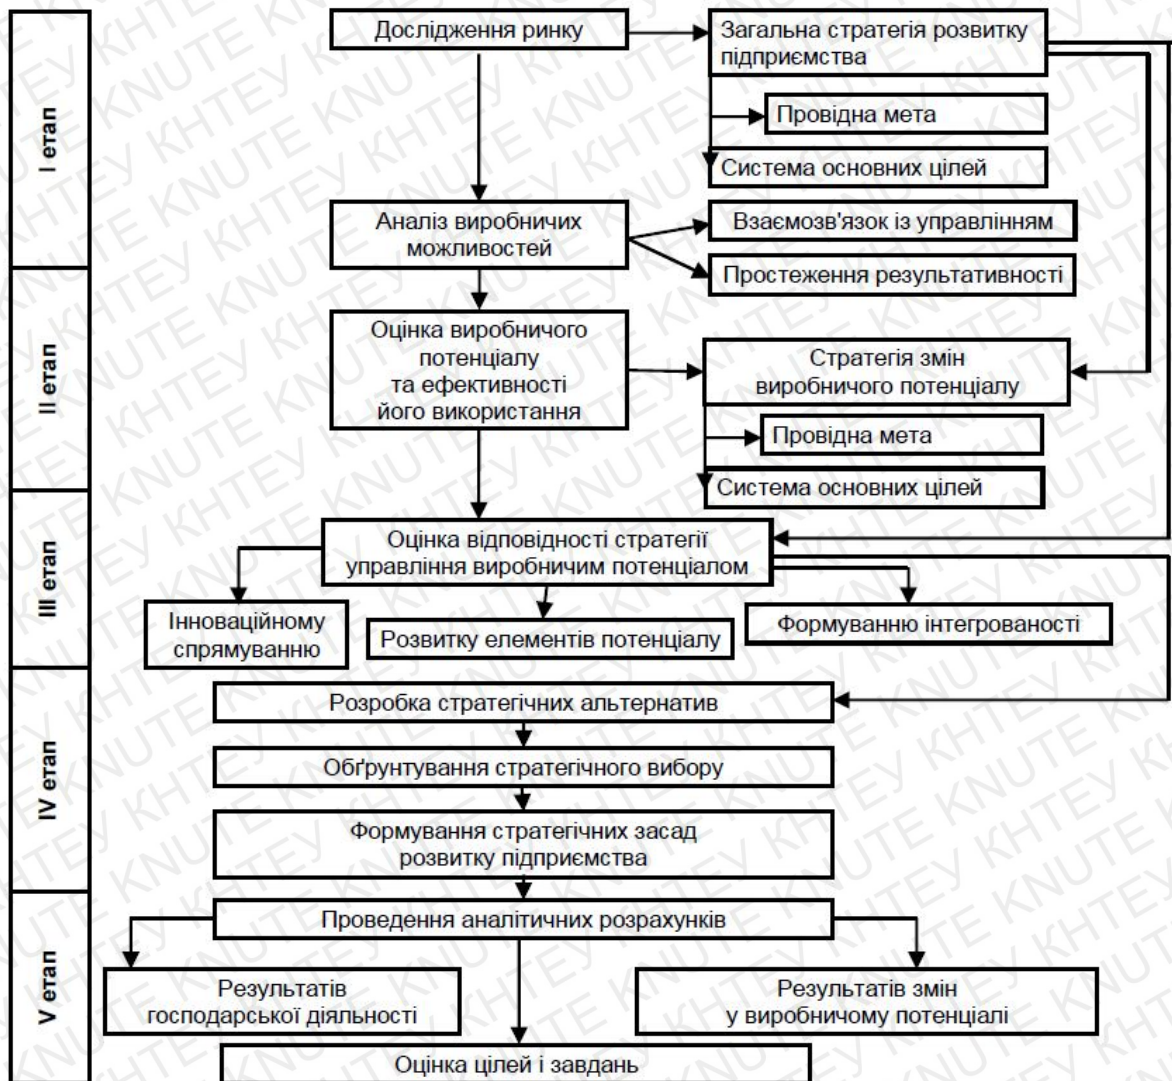 I етап
Дослідження ринку
Загальна стратегія розвитку
підприємства
Провідна мета
Система основних цілей
Аналіз виробничих
можливостей
Взаємозв'язок із управлінням
Простеження результативності
II етап
Оцінка виробничого
потенціалу
та ефективності
його використання
Стратегія змін
виробничого потенціалу
Провідна мета
Система основних цілей
III етап
Оцінка відповідності стратегії
управління виробничим потенціалом
Інноваційному
спрямуванню
Розвитку елементів потенціалу
Формуванню інтегрованості
IV етап
Розробка стратегічних альтернатив
Обґрунтування стратегічного вибору
Формування стратегічних засад
розвитку підприємства
V етап
Проведення аналітичних розрахунків
Результатів
господарської діяльності
Результатів змін
у виробничому потенціалі
Оцінка цілей і завдань
КНТЕУ KNUTE